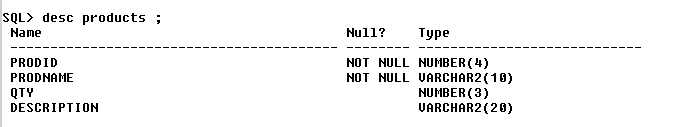 SQL> desc products ;
 Name                                      Null?    Type
 ----------------------------------------- -------- ----------------------------
 PRODID                                    NOT NULL NUMBER(4)
 PRODNAME                                  NOT NULL VARCHAR2(10)
 QTY                                                NUMBER(3)
 DESCRIPTION                                        VARCHAR2(20)